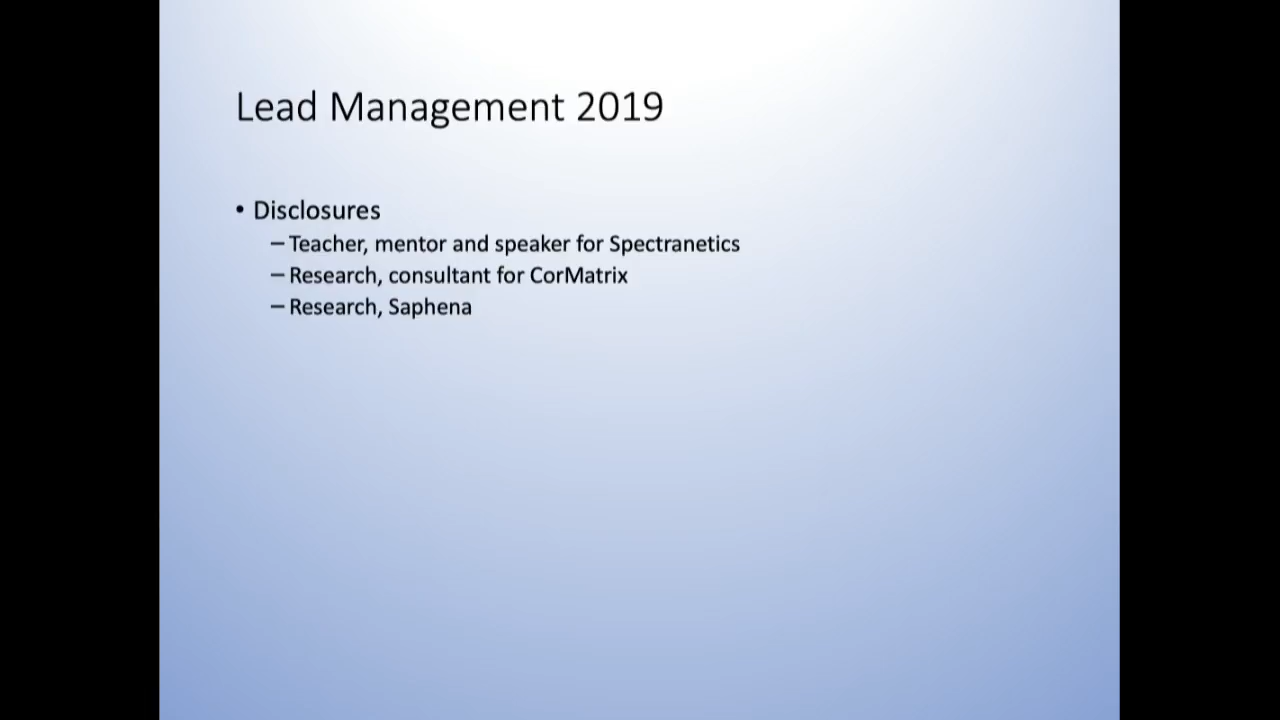 Lead Management 2019
• Disclosures
– Teacher, mentor and speaker for Spectranetics
– Research, consultant for CorMatrix
– Research, Saphena